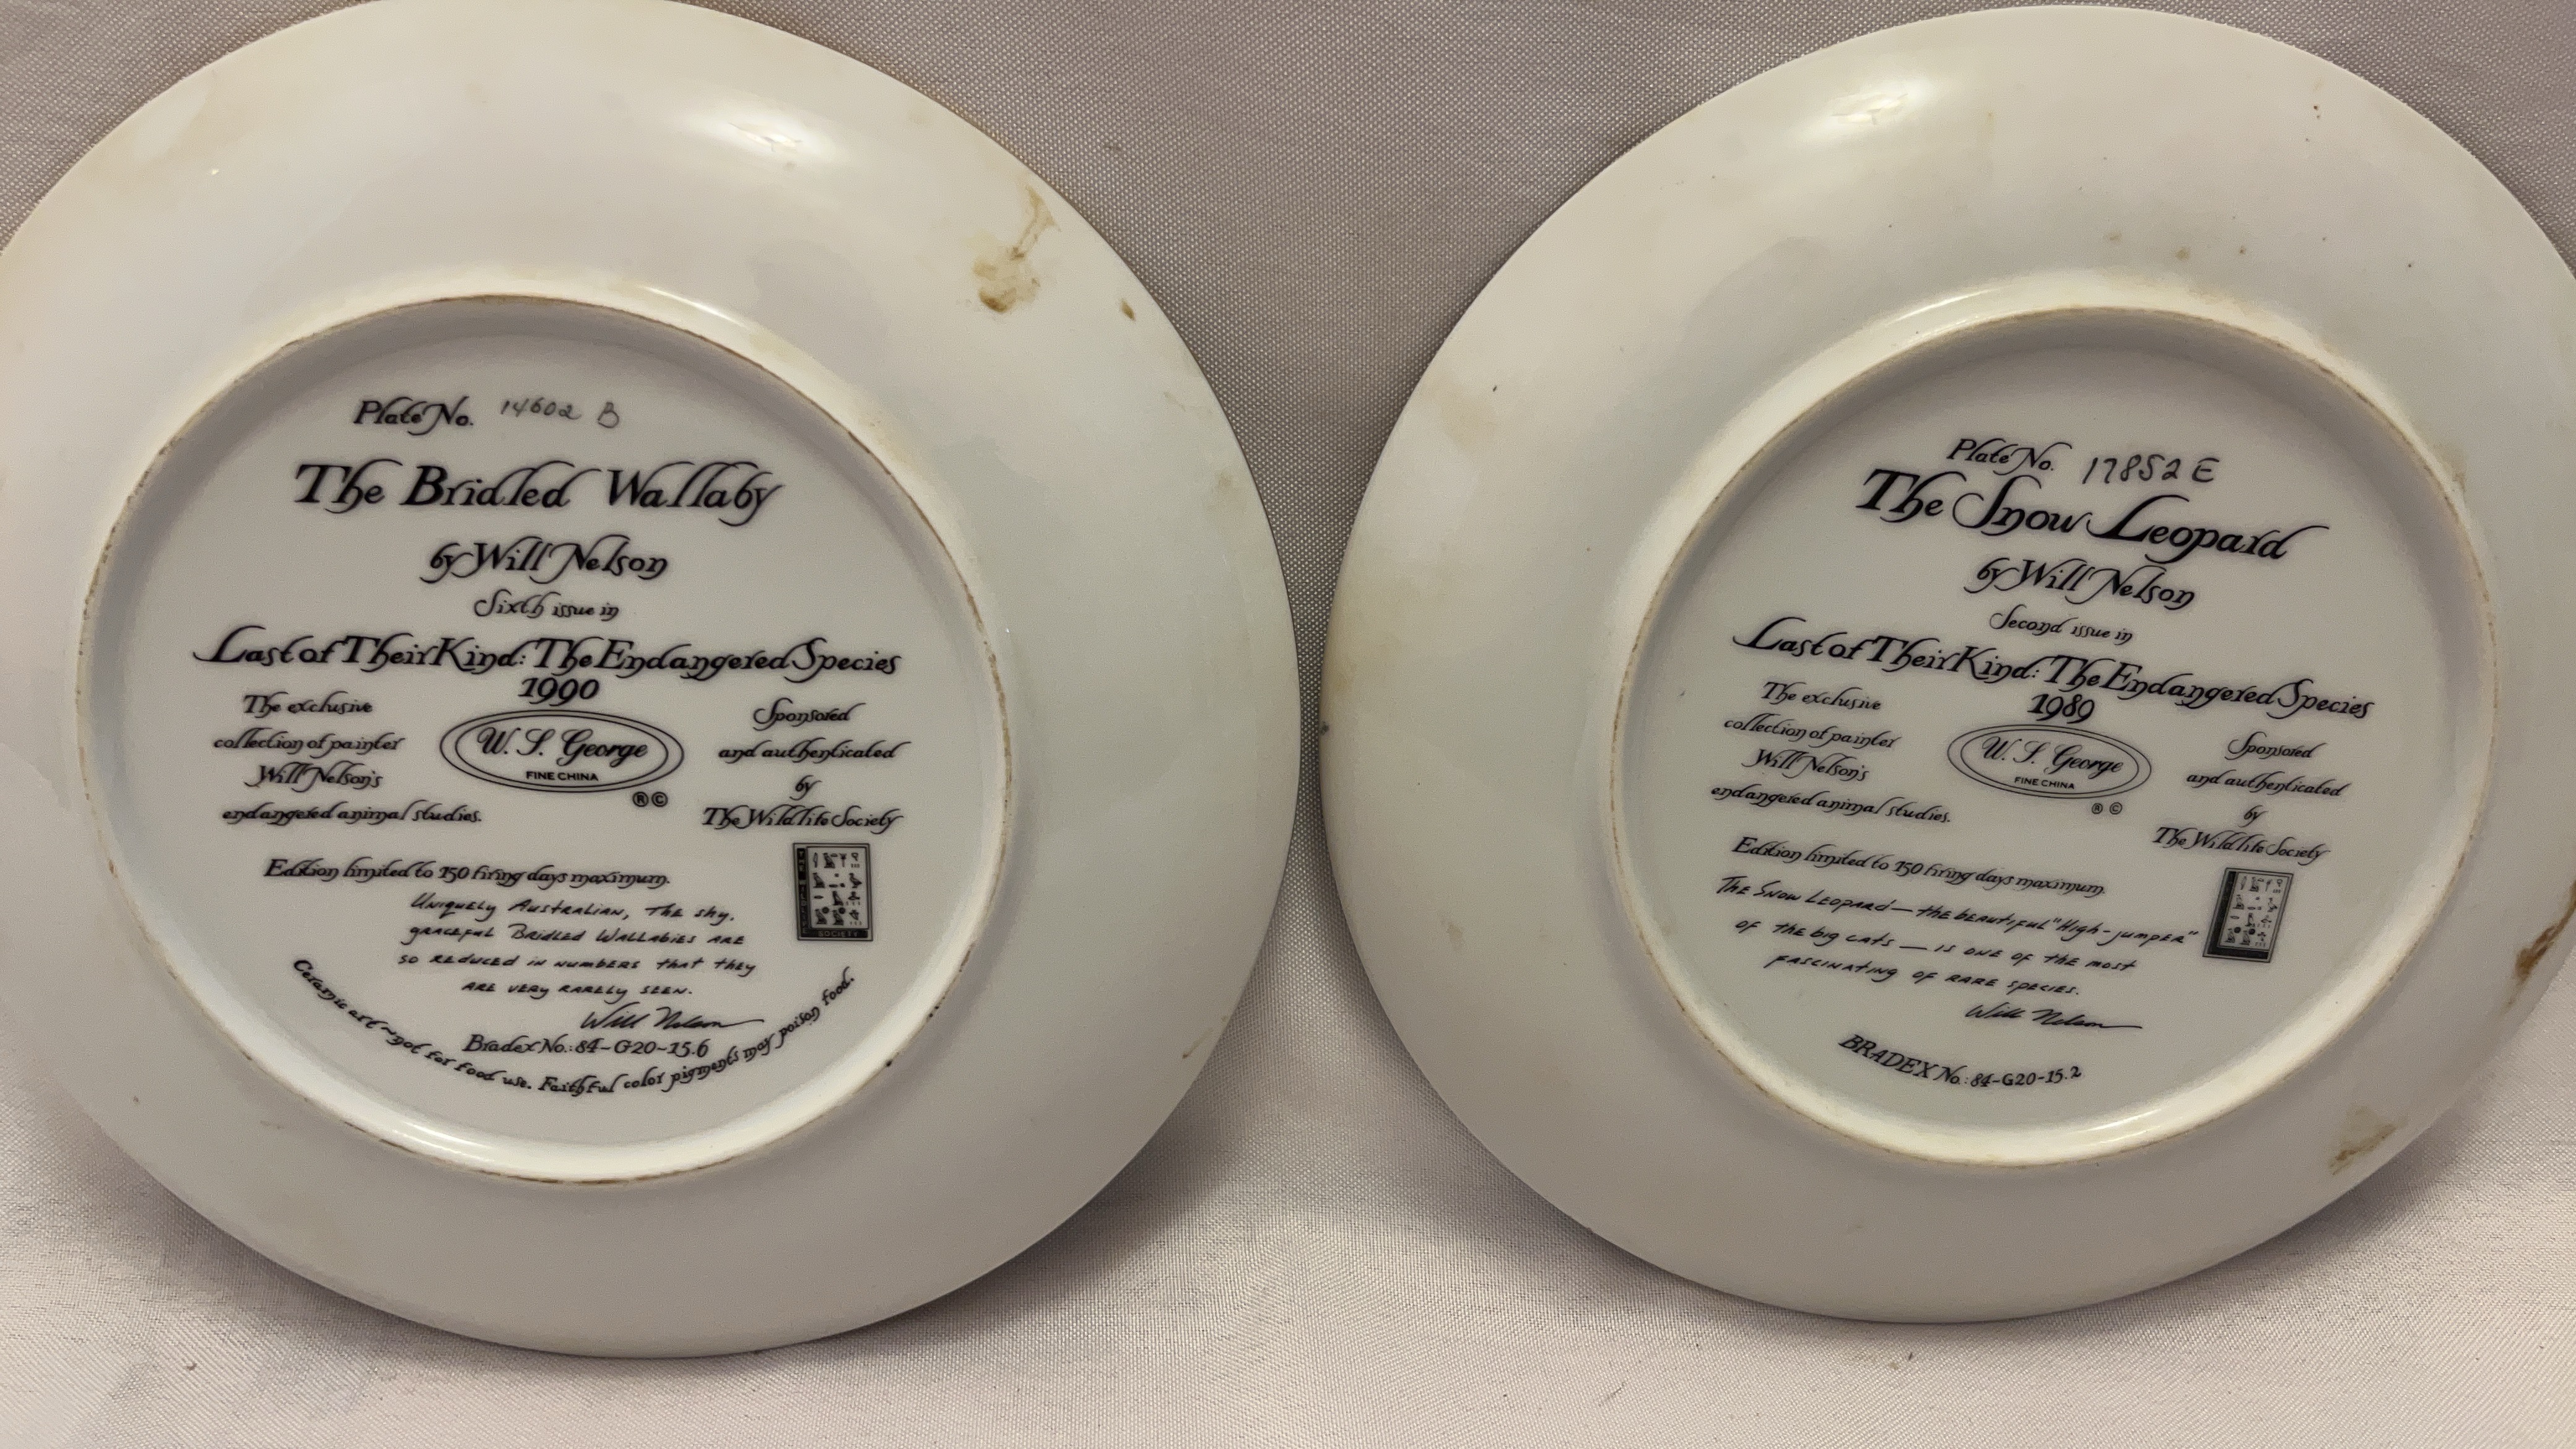 Plate No. 14602 B
The Bridled Wallaby
by Will Nelson
Sixth issue in
Last of Their Kind: The Endangered Species
1990
The exclusive
collection of painter
Will Nelson's
endangered animal studies.
W. S. George
FINE CHINA
® ©
Sponsored
and authenticated
by
The Wildlife Society
Edition limited to 150 firing days maximum.
SOCIETY
Uniquely Australian, the shy,
graceful Bridled Wallabies are
so reduced in numbers that they
are very rarely seen.
Will Nelson
Bradex No.: 84-G20-15.6
Ceramic art ~ not for food use. Faithful color pigments may poison food.
Plate No. 17852 E
The Snow Leopard
by Will Nelson
Second issue in
Last of Their Kind: The Endangered Species
1989
The exclusive
collection of painter
Will Nelson's
endangered animal studies.
W. S. George
FINE CHINA
® ©
Sponsored
and authenticated
by
The Wildlife Society
Edition limited to 150 firing days maximum.
The Snow Leopard — the beautiful "High-jumper"
of the big cats — is one of the most
fascinating of rare species.
Will Nelson
BRADEX No.: 84-G20-15.2